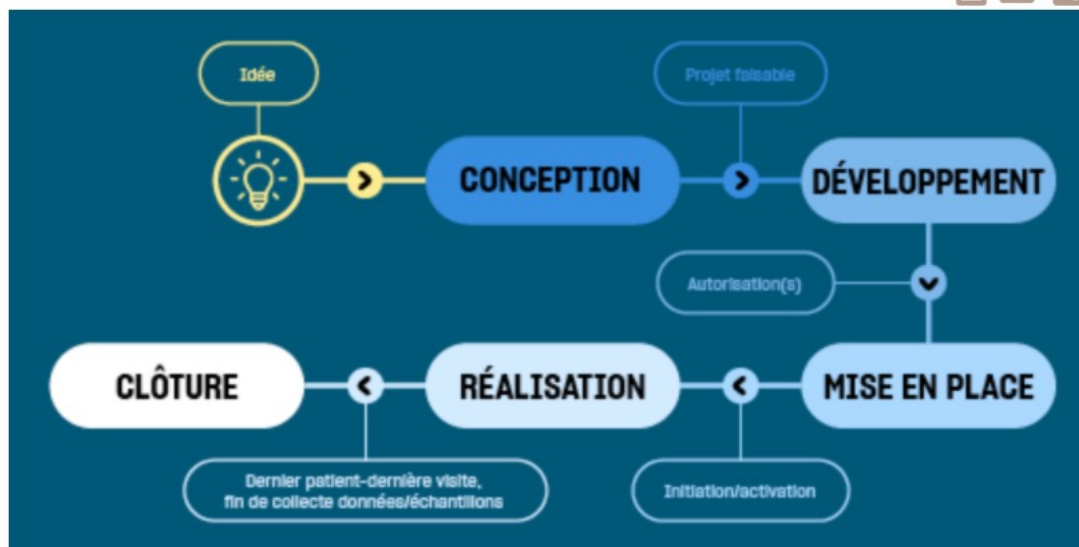 Idée
Projet faisable
CONCEPTION
DÉVELOPPEMENT
Autorisation(s)
CLÔTURE
RÉALISATION
MISE EN PLACE
Dernier patient-dernière visite,
fin de collecte données/échantillons
Initiation/activation